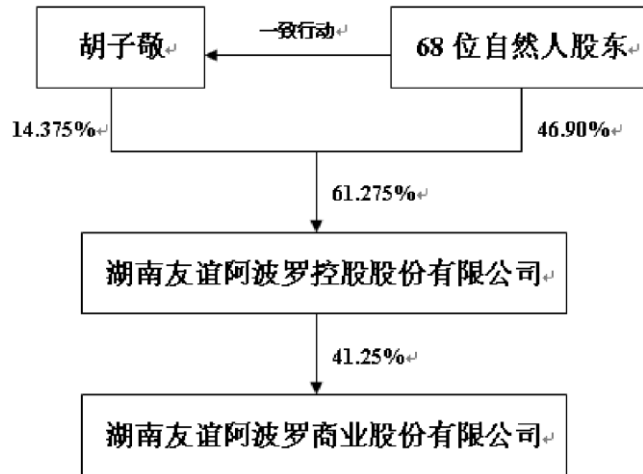 胡子敬
一致行动
68 位自然人股东
14.375%
46.90%
61.275%
湖南友谊阿波罗控股股份有限公司
41.25%
湖南友谊阿波罗商业股份有限公司